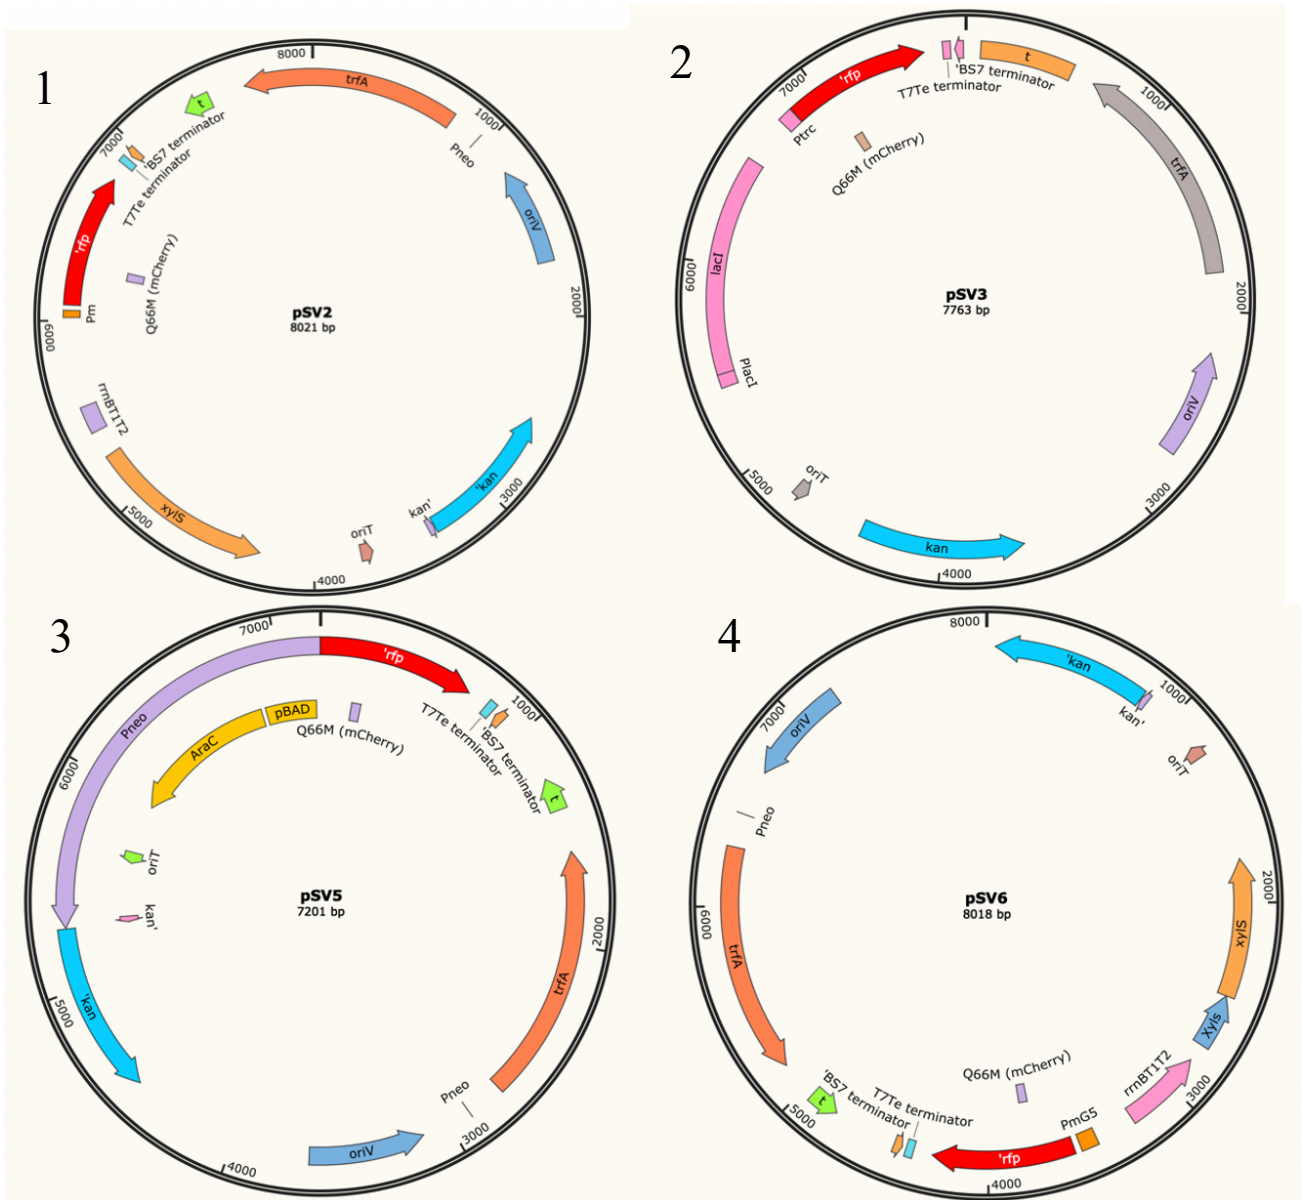 1
8000
trfA
t
1000
Pneo
7000
'BS7 terminator
T7Te terminator
'rfp
oriV
Q66M (mCherry)
pSV2
8021 bp
Pm
2000
6000
rrnBT1T2
xylS
5000
'kan
kan'
3000
oriT
4000
2
'rfp
t
'BS7 terminator
T7Te terminator
7000
1000
Ptrc
Q66M (mCherry)
trfA
lacI
6000
pSV3
7763 bp
2000
PlacI
oriV
oriT
5000
3000
kan
4000
3
7000
'rfp
1000
T7Te terminator
'BS7 terminator
pBAD
AraC
Q66M (mCherry)
Pneo
t
6000
oriT
kan'
pSV5
7201 bp
2000
trfA
5000
'kan
Pneo
3000
oriV
4000
4
8000
'kan
1000
kan'
7000
oriV
oriT
Pneo
pSV6
8018 bp
2000
6000
xylS
trfA
Xyls
Q66M (mCherry)
rrnBT1T2
3000
'BS7 terminator
T7Te terminator
t
5000
PmG5
'rfp
4000